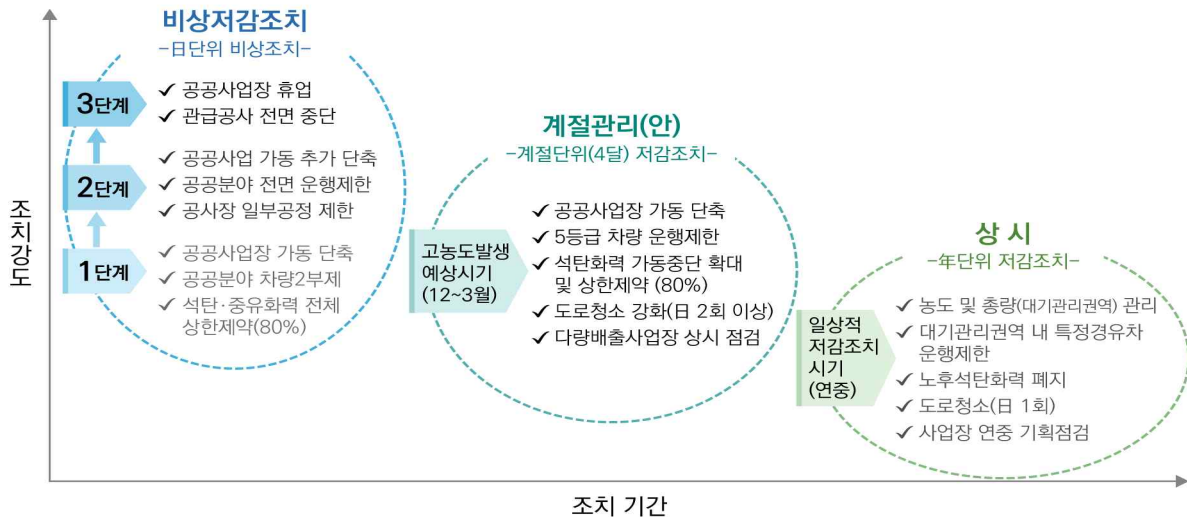 비상저감조치
-日단위 비상조치-
3단계
✓ 공공사업장 휴업
✓ 관급공사 전면 중단
2단계
✓ 공공사업 가동 추가 단축
✓ 공공분야 전면 운행제한
✓ 공사장 일부공정 제한
1단계
✓ 공공사업장 가동 단축
✓ 공공분야 차량2부제
✓ 석탄·중유화력 전체
상한제약(80%)
계절관리(안)
-계절단위(4달) 저감조치-
고농도발생
예상시기
(12~3월)
✓ 공공사업장 가동 단축
✓ 5등급 차량 운행제한
✓ 석탄화력 가동중단 확대
및 상한제약 (80%)
✓ 도로청소 강화(日 2회 이상)
✓ 다량배출사업장 상시 점검
상 시
-年단위 저감조치-
일상적
저감조치
시기
(연중)
✓ 농도 및 총량(대기관리권역) 관리
✓ 대기관리권역 내 특정경유차
운행제한
✓ 노후석탄화력 폐지
✓ 도로청소(日 1회)
✓ 사업장 연중 기획점검
조치강도
조치 기간